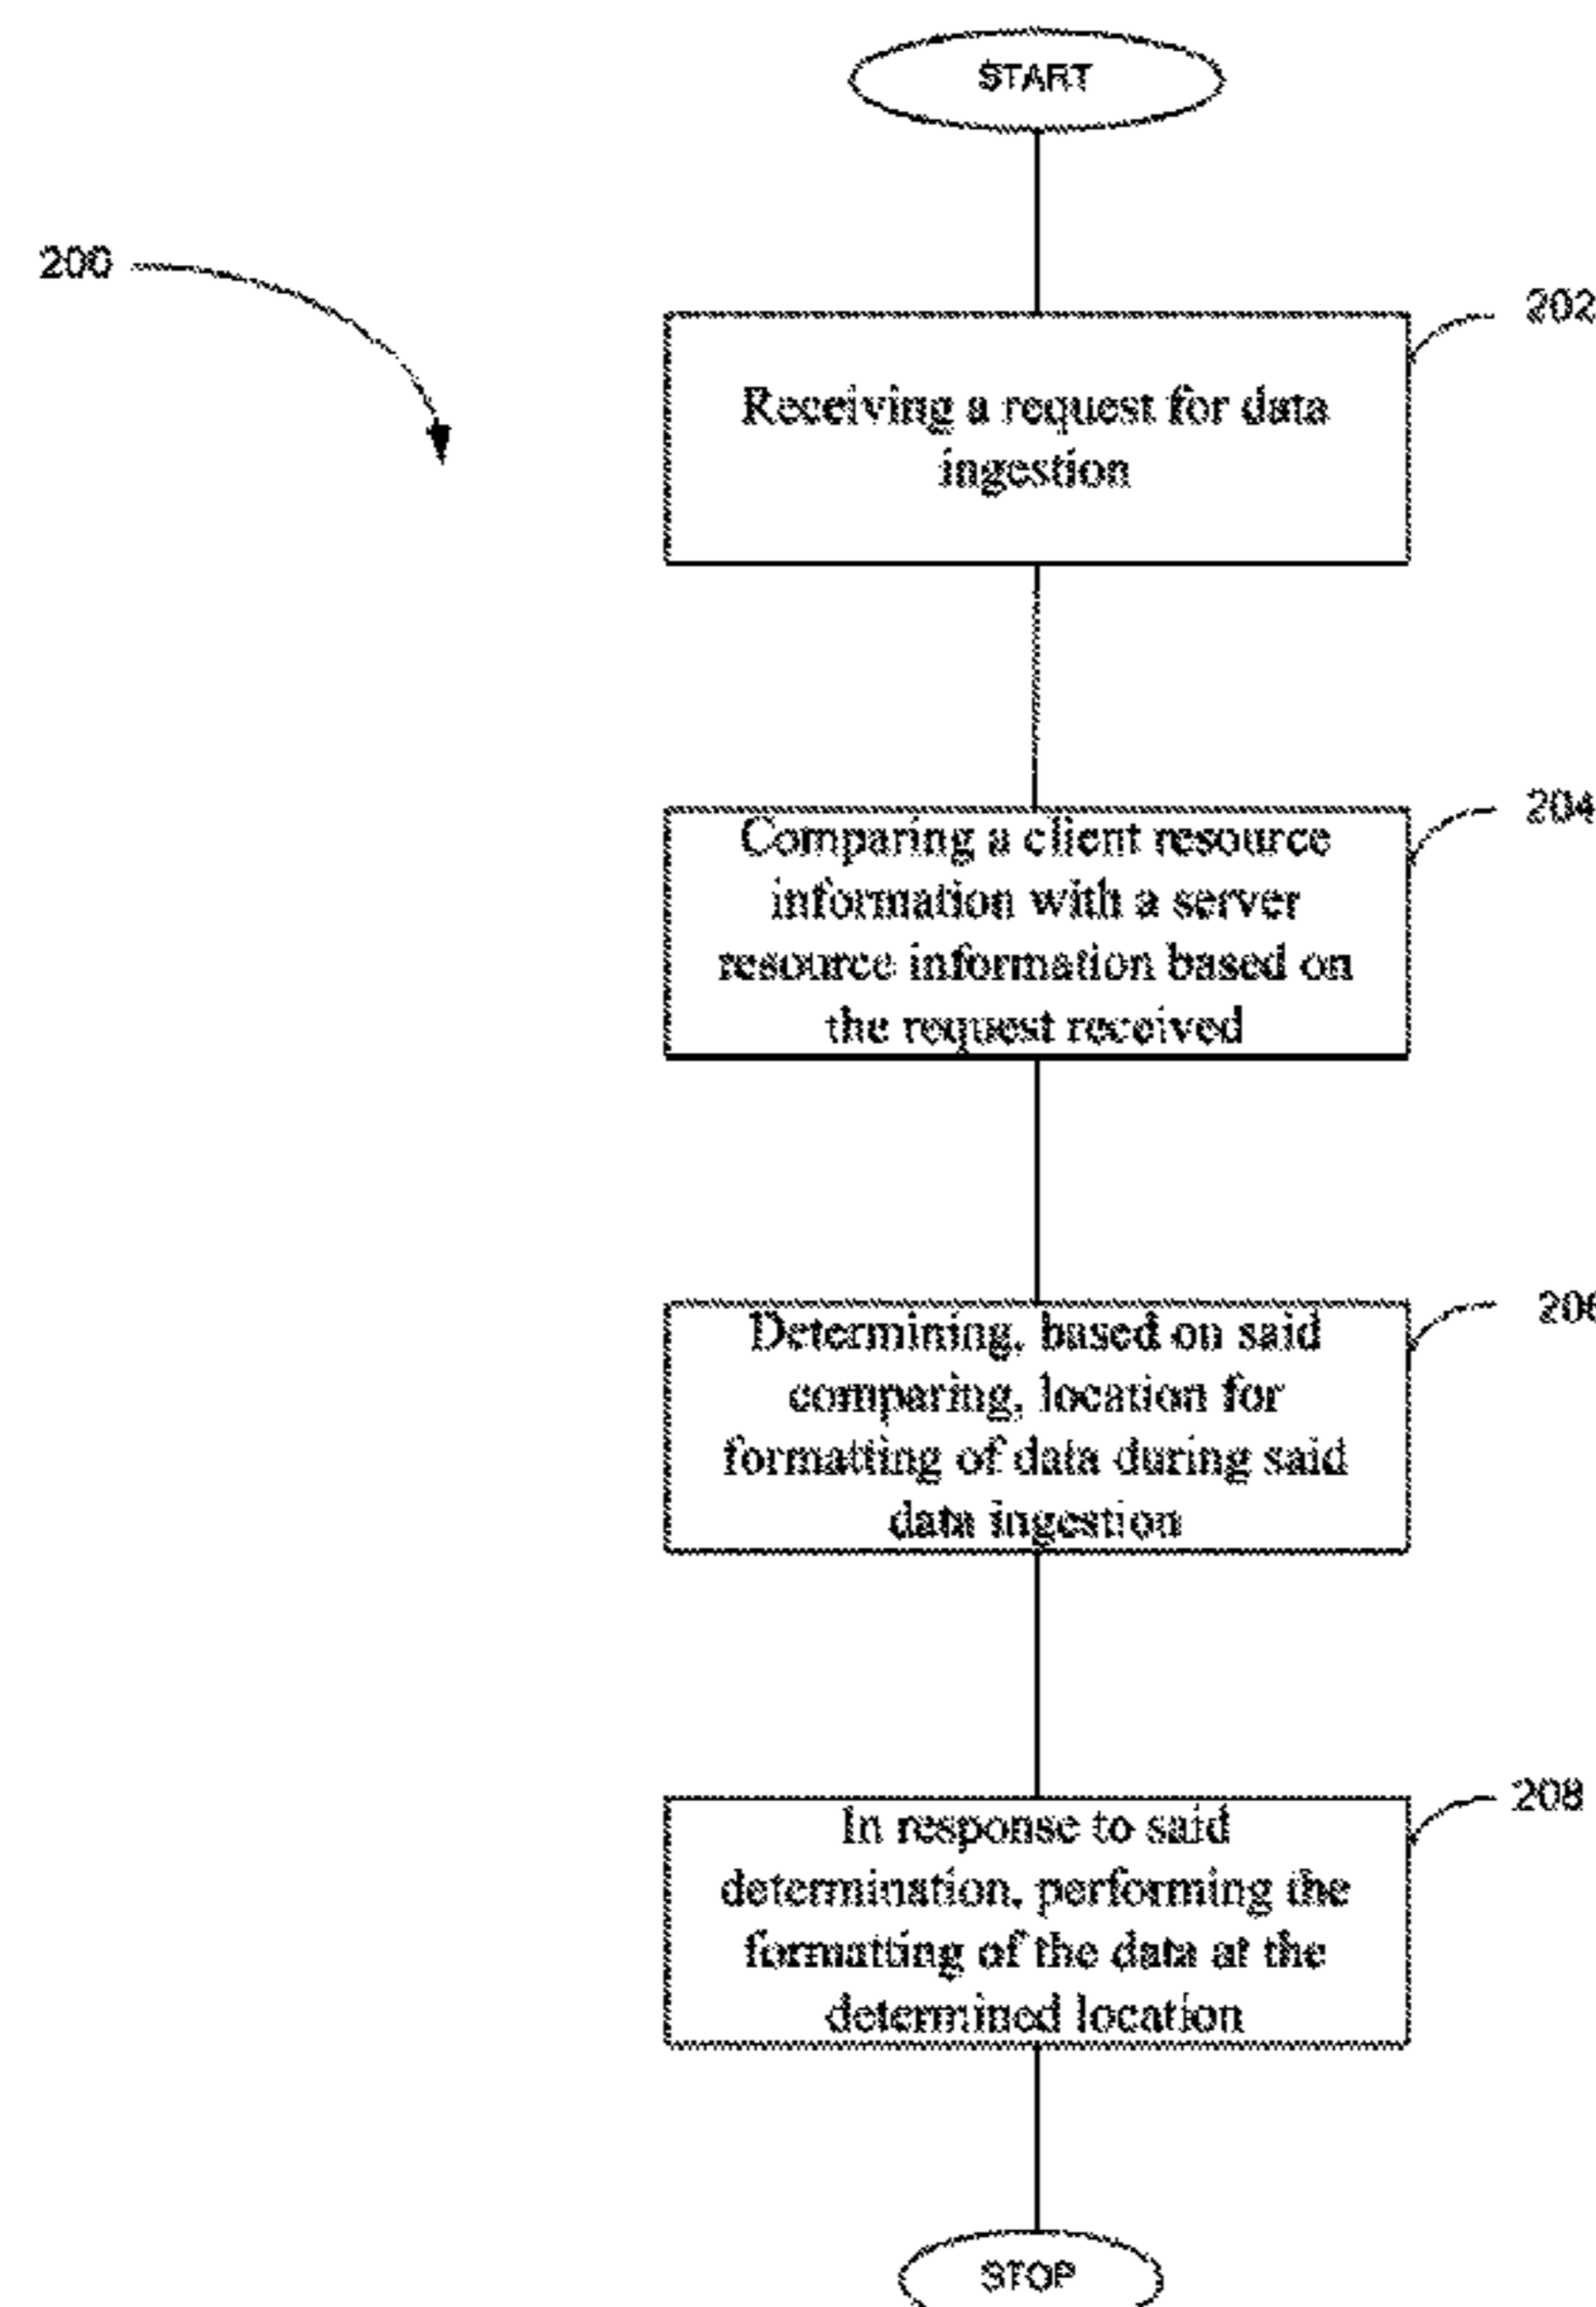 START
200
202
Receiving a request for data
ingestion
204
Comparing a client resource
information with a server
resource information based on
the request received
206
Determining, based on said
comparing, location for
formatting of data during said
data ingestion
208
In response to said
determination, performing the
formatting of the data at the
determined location
STOP